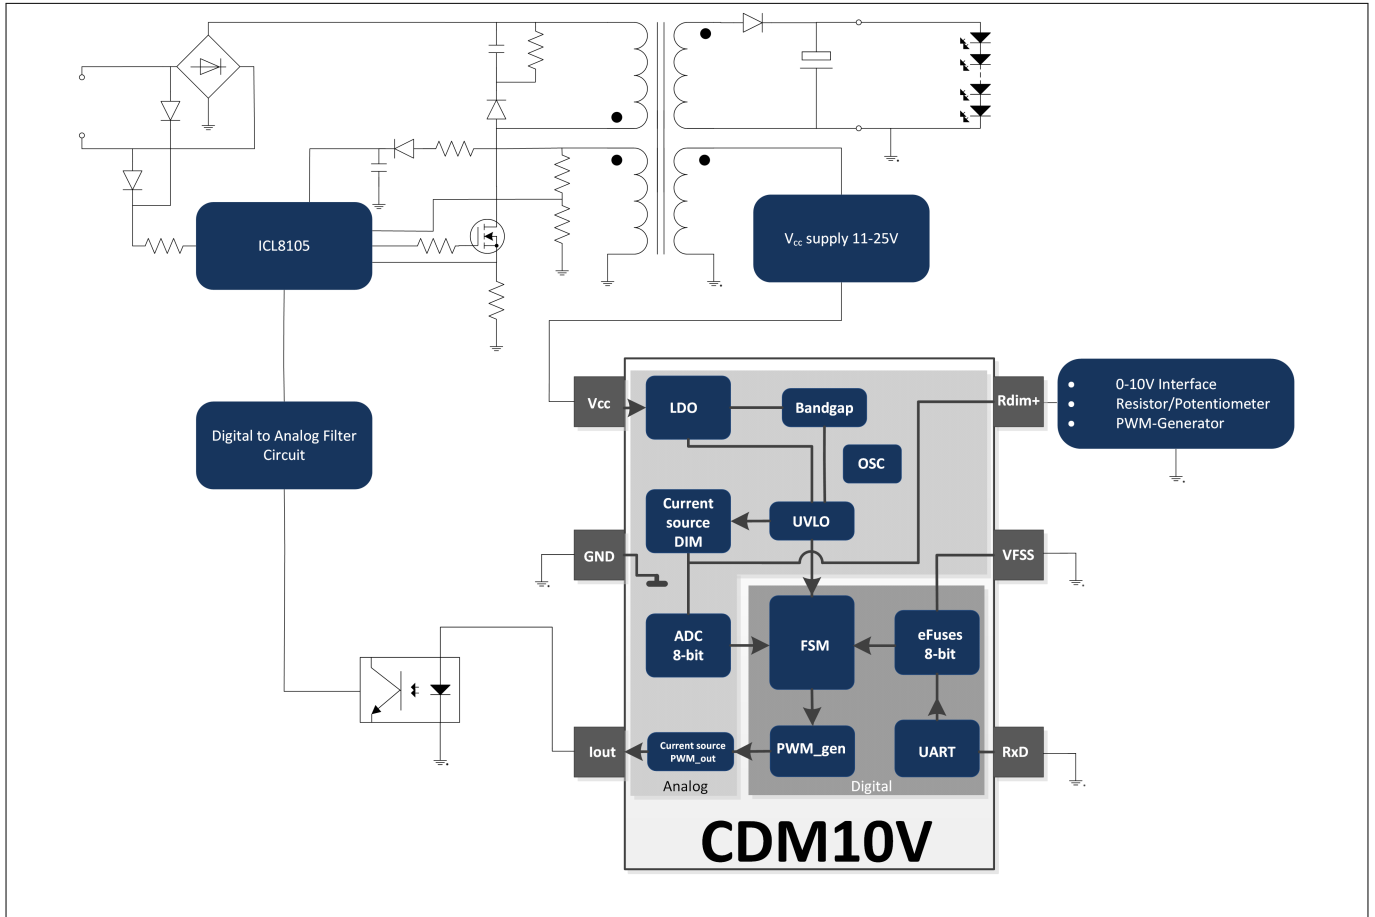 ICL8105
Vcc supply 11-25V
Digital to Analog Filter
Circuit
Vcc
LDO
Bandgap
OSC
Rdim+
• 0-10V Interface
• Resistor/Potentiometer
• PWM-Generator
Current
source
DIM
UVLO
GND
VFSS
ADC
8-bit
FSM
eFuses
8-bit
Iout
Current source
PWM_out
PWM_gen
UART
RxD
Analog
Digital
CDM10V